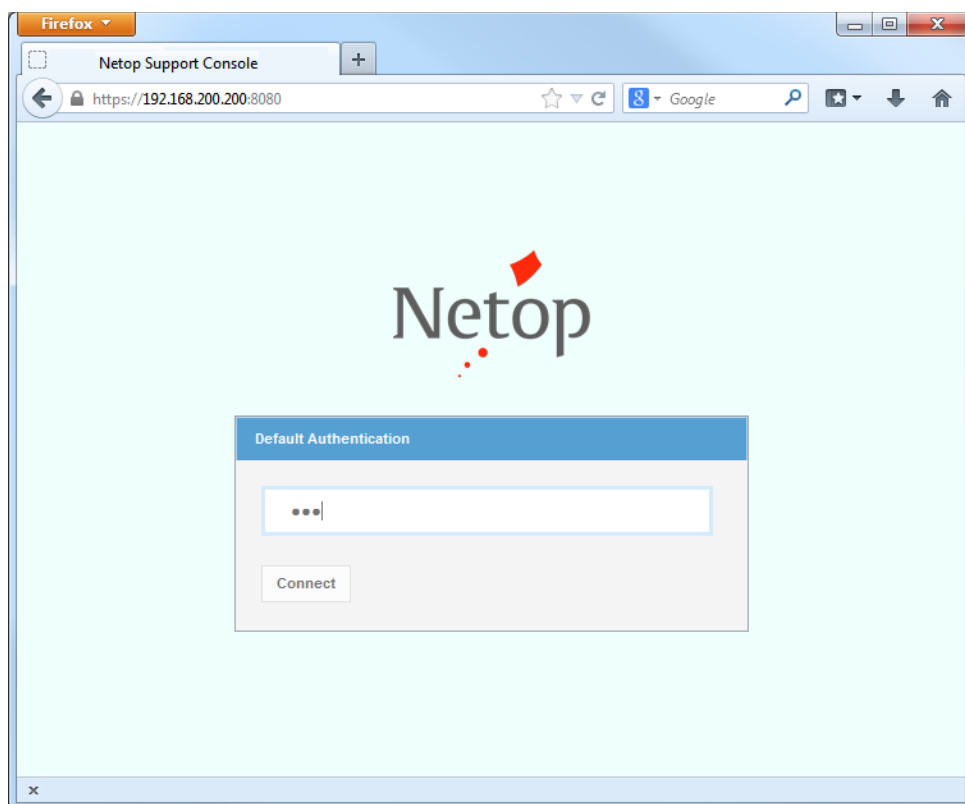 Firefox
Netop Support Console
https://192.168.200.200:8080
Google
Netop
Default Authentication
•••
Connect